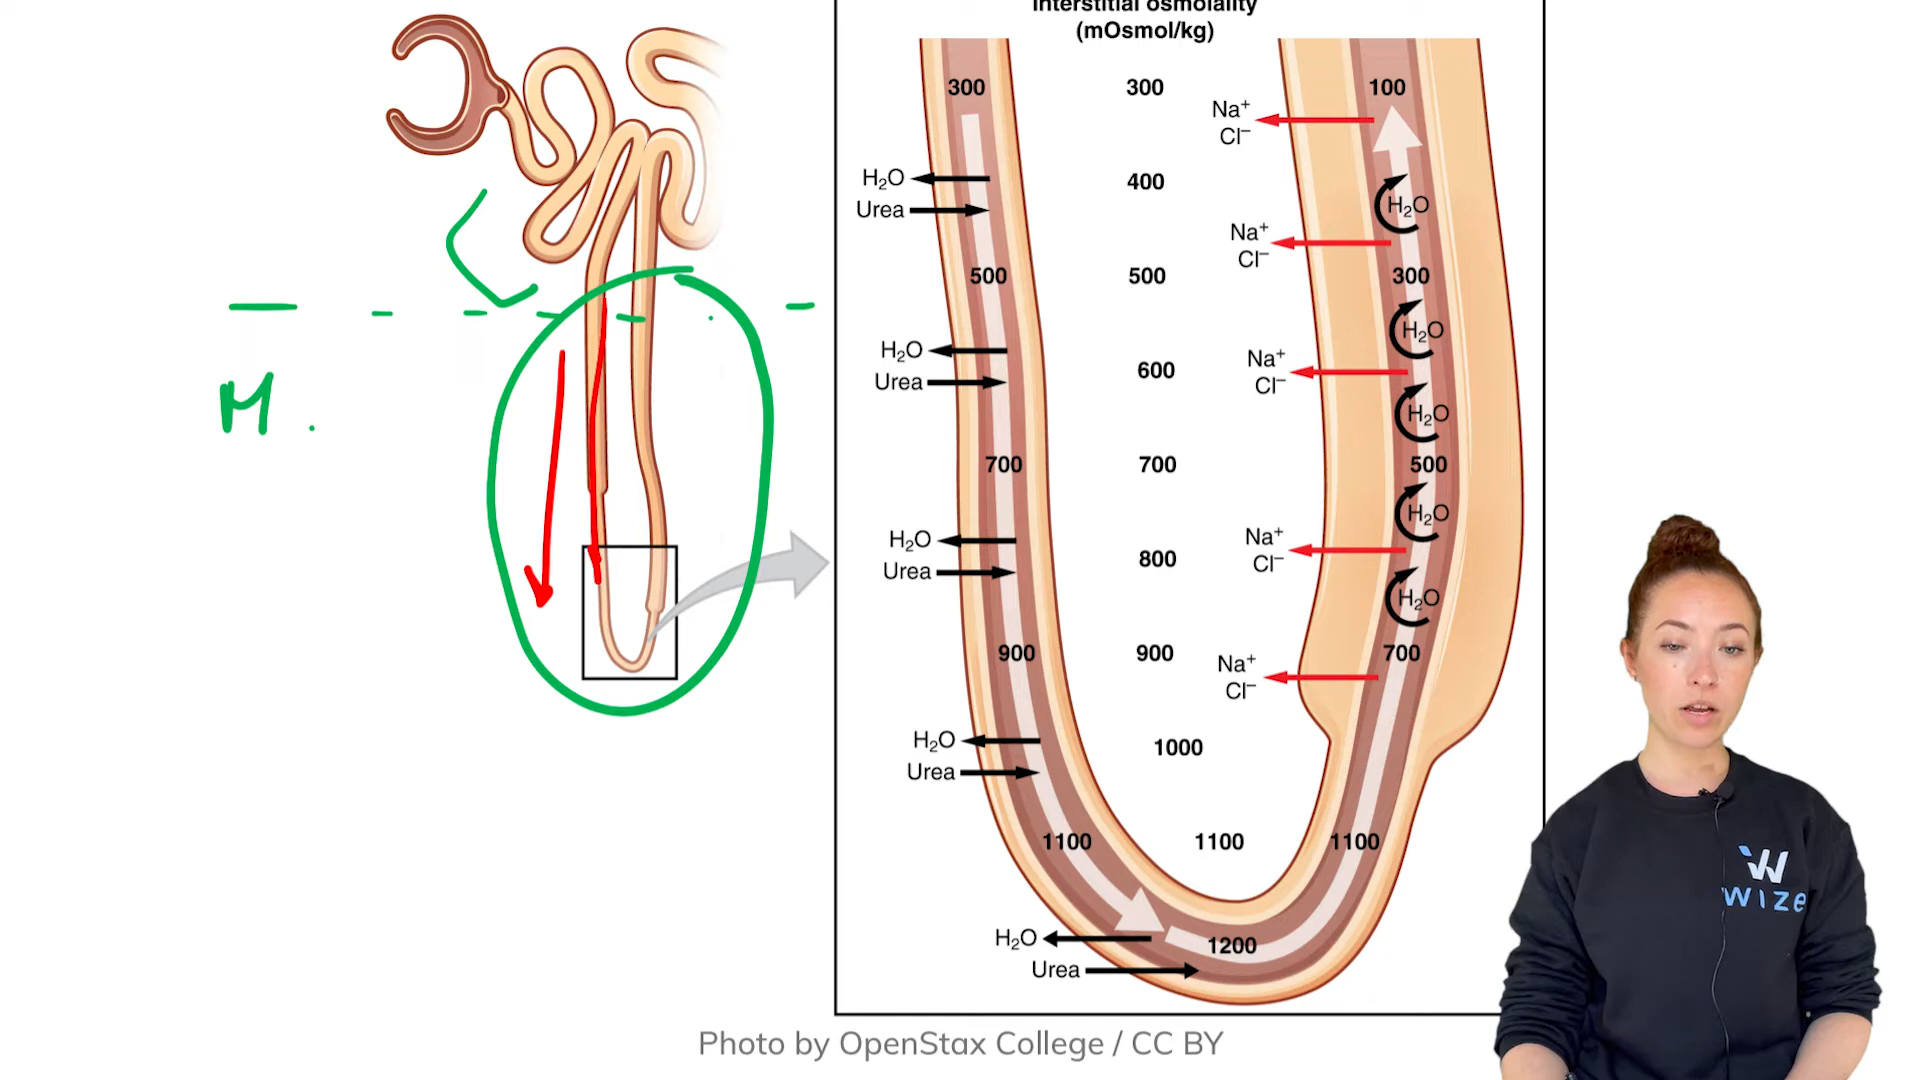 Interstitial osmolality
(mOsmol/kg)
300 300 100
Na⁺
Cl⁻
H₂O
Urea
400
H₂O
Na⁺
Cl⁻
500 500 300
H₂O
H₂O
Urea
600
Na⁺
Cl⁻
H₂O
M.
700 700 500
H₂O
H₂O
Urea
800
Na⁺
Cl⁻
H₂O
900 900 700
Na⁺
Cl⁻
H₂O
Urea
1000
1100 1100 1100
H₂O
Urea
1200
W
wize
Photo by OpenStax College / CC BY